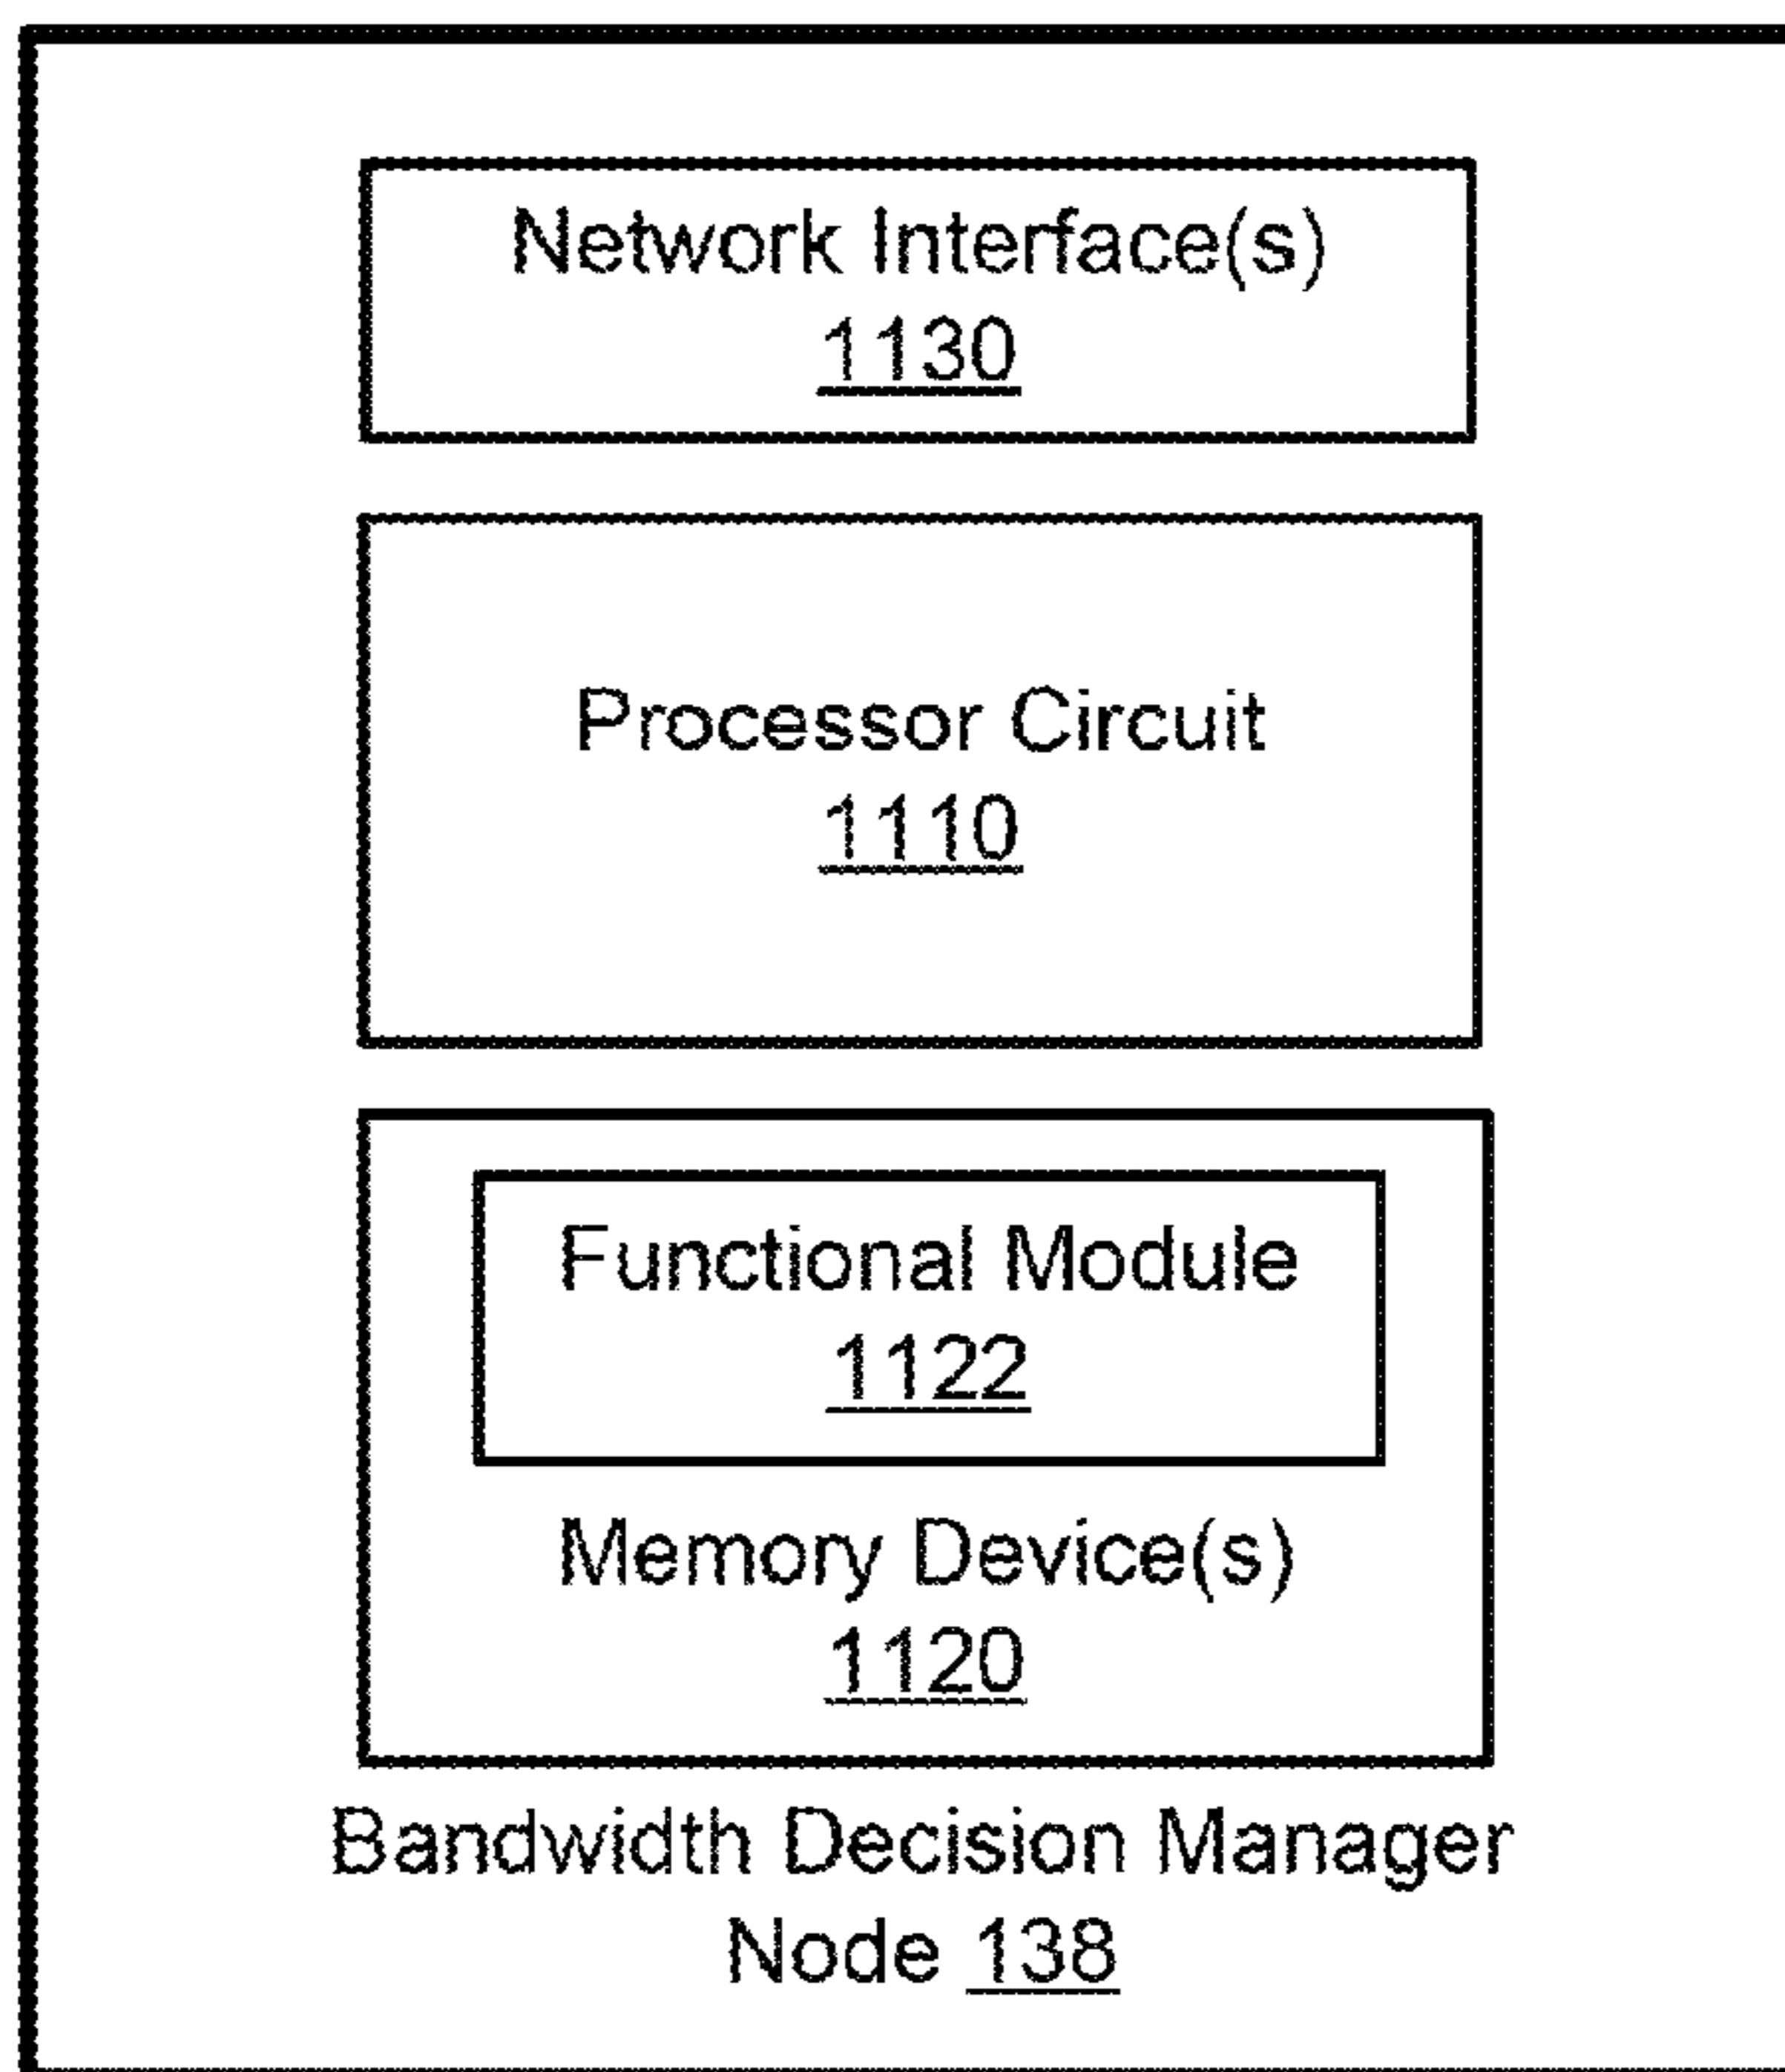 Network Interface(s)
1130
Processor Circuit
1110
Functional Module
1122
Memory Device(s)
1120
Bandwidth Decision Manager
Node 138